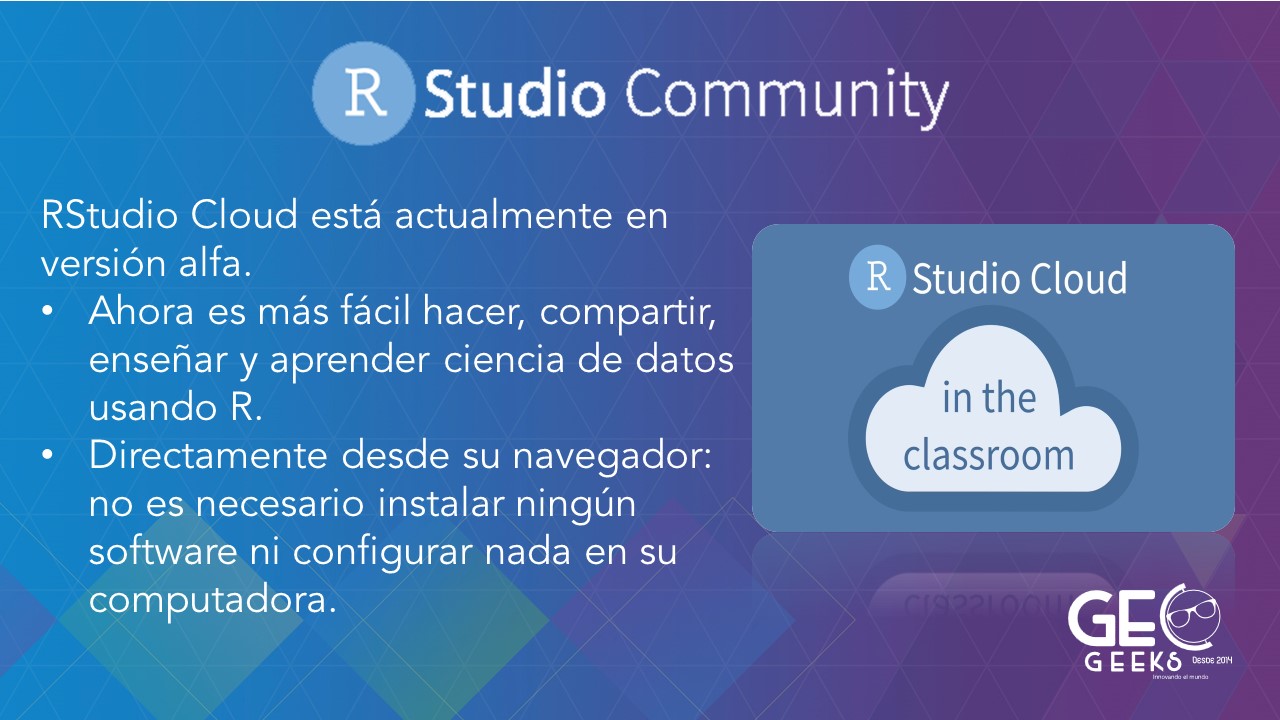 R Studio Community
RStudio Cloud está actualmente en
versión alfa.
• Ahora es más fácil hacer, compartir,
enseñar y aprender ciencia de datos
usando R.
• Directamente desde su navegador:
no es necesario instalar ningún
software ni configurar nada en su
computadora.
R Studio Cloud
in the
classroom
GEO
GEEKS Desde 2014
Innovando el mundo